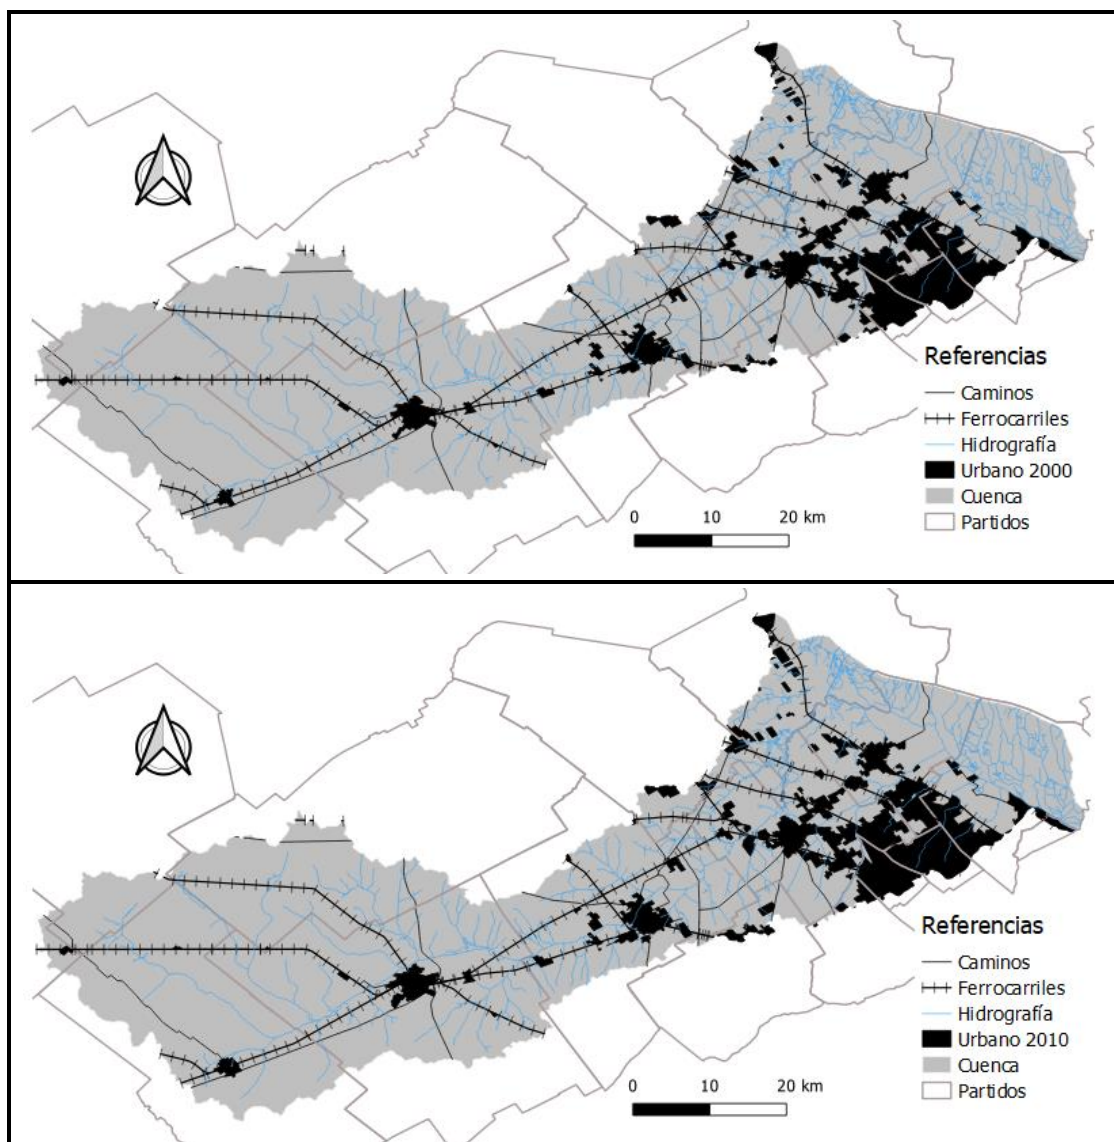 Referencias
Caminos
Ferrocarriles
Hidrografía
Urbano 2000
Cuenca
Partidos
0 10 20 km
Referencias
Caminos
Ferrocarriles
Hidrografía
Urbano 2010
Cuenca
Partidos
0 10 20 km